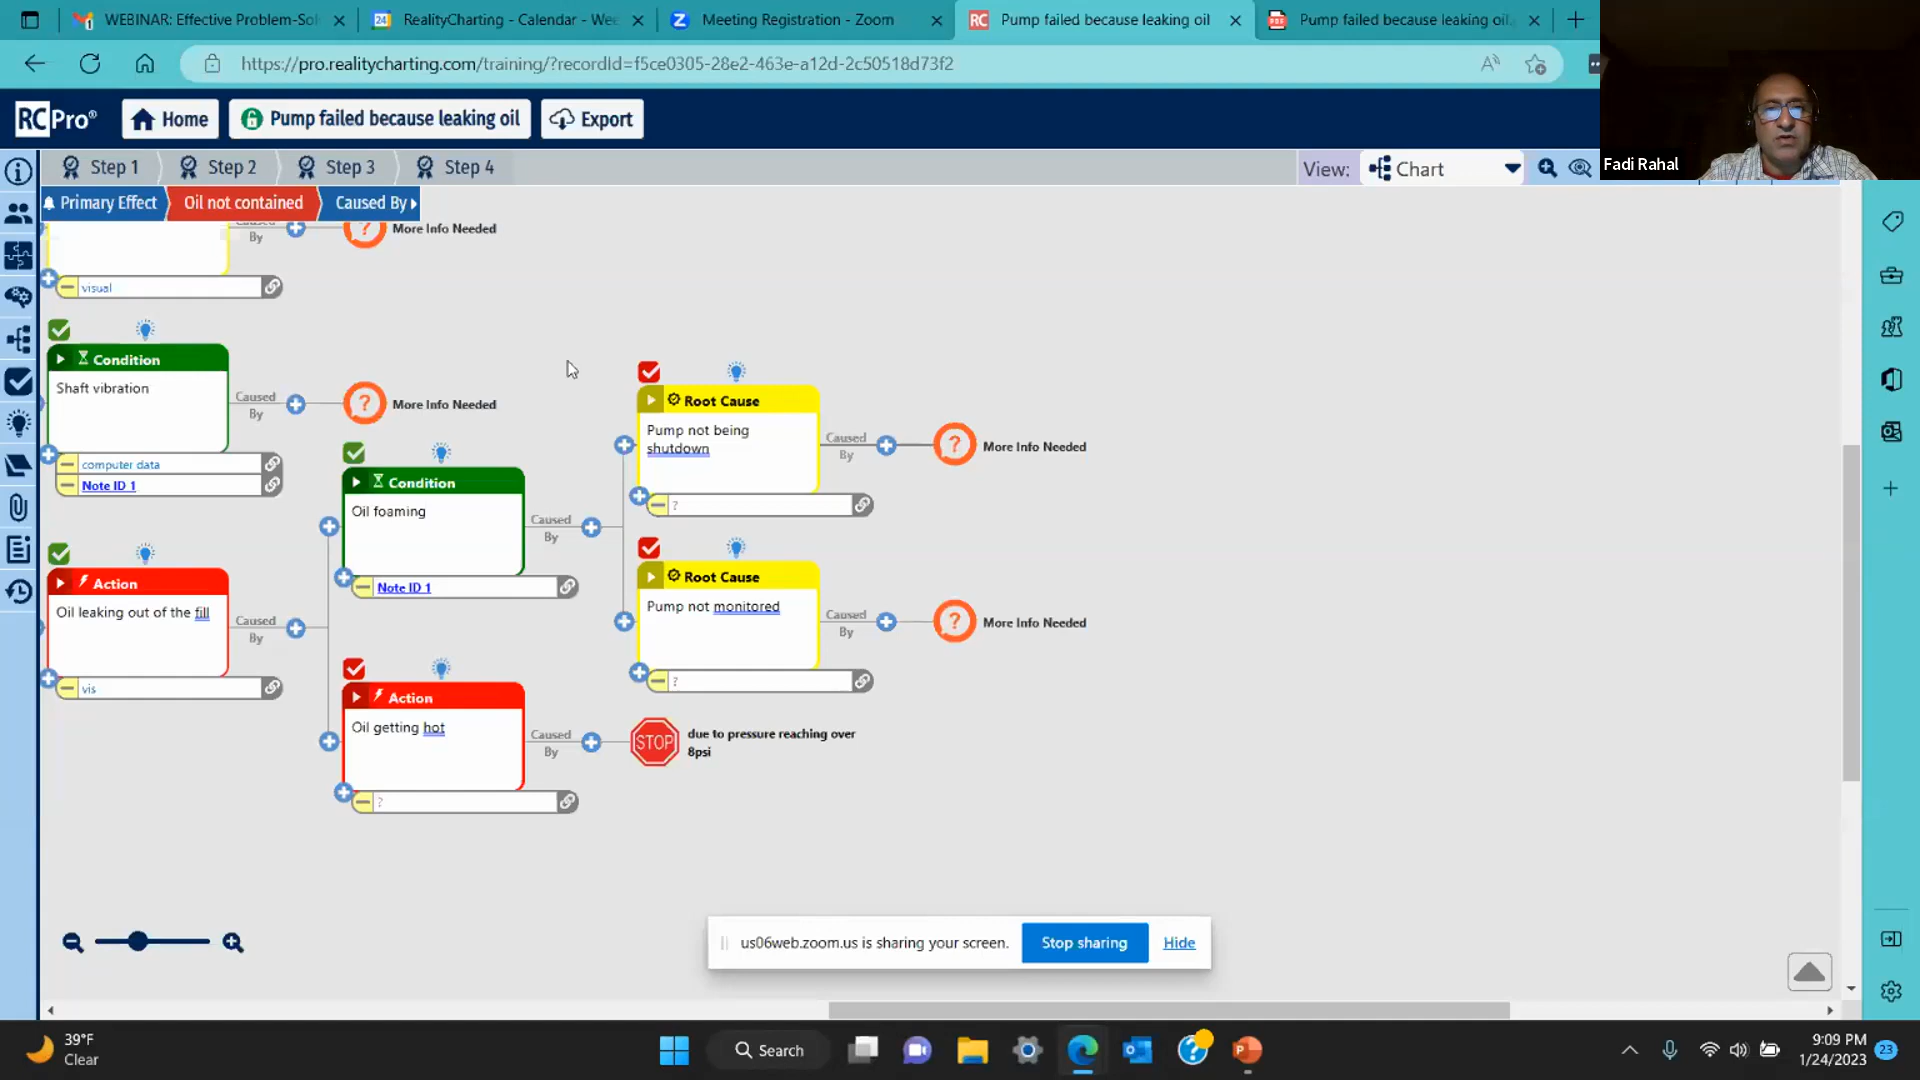 WEBINAR: Effective Problem-Sol
RealityCharting - Calendar - Wee
Meeting Registration - Zoom
Pump failed because leaking oil
Pump failed because leaking oil
https://pro.realitycharting.com/training/?recordId=f5ce0305-28e2-463e-a12d-2c50518d73f2
RC Pro®
Home
Pump failed because leaking oil
Export
Fadi Rahal
Step 1
Step 2
Step 3
Step 4
View:
Chart
Primary Effect
Oil not contained
Caused By
Caused
By
More Info Needed
visual
Condition
Shaft vibration
Caused
By
More Info Needed
computer data
Note ID 1
Condition
Oil foaming
Caused
By
Note ID 1
Root Cause
Pump not being
shutdown
Caused
By
More Info Needed
?
Root Cause
Pump not monitored
Caused
By
More Info Needed
?
Action
Oil leaking out of the fill
Caused
By
vis
Action
Oil getting hot
Caused
By
STOP
due to pressure reaching over
8psi
?
us06web.zoom.us is sharing your screen.
Stop sharing
Hide
39°F
Clear
Search
9:09 PM
1/24/2023
23